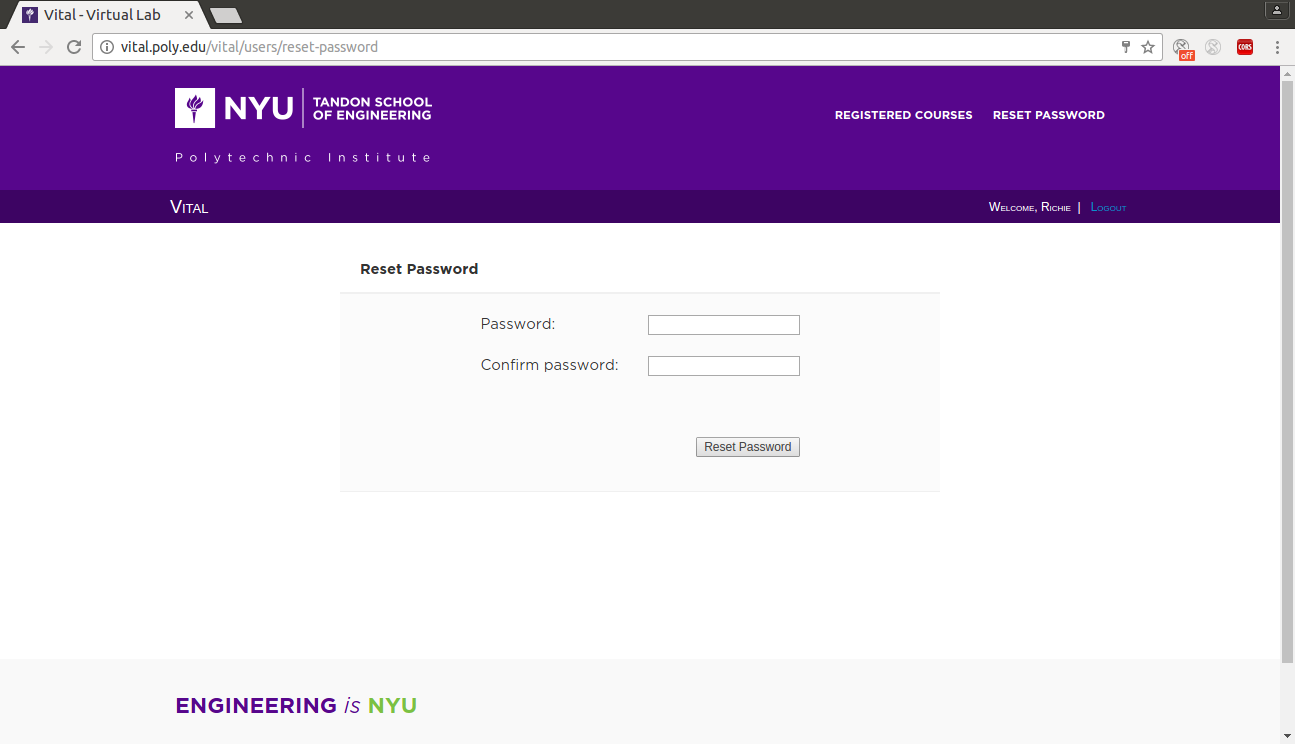 Vital - Virtual Lab
vital.poly.edu/vital/users/reset-password
off
CORS
NYU
TANDON SCHOOL
OF ENGINEERING
REGISTERED COURSES RESET PASSWORD
Polytechnic Institute
Vital
Welcome, Richie | Logout
Reset Password
Password:
Confirm password:
Reset Password
ENGINEERING is NYU